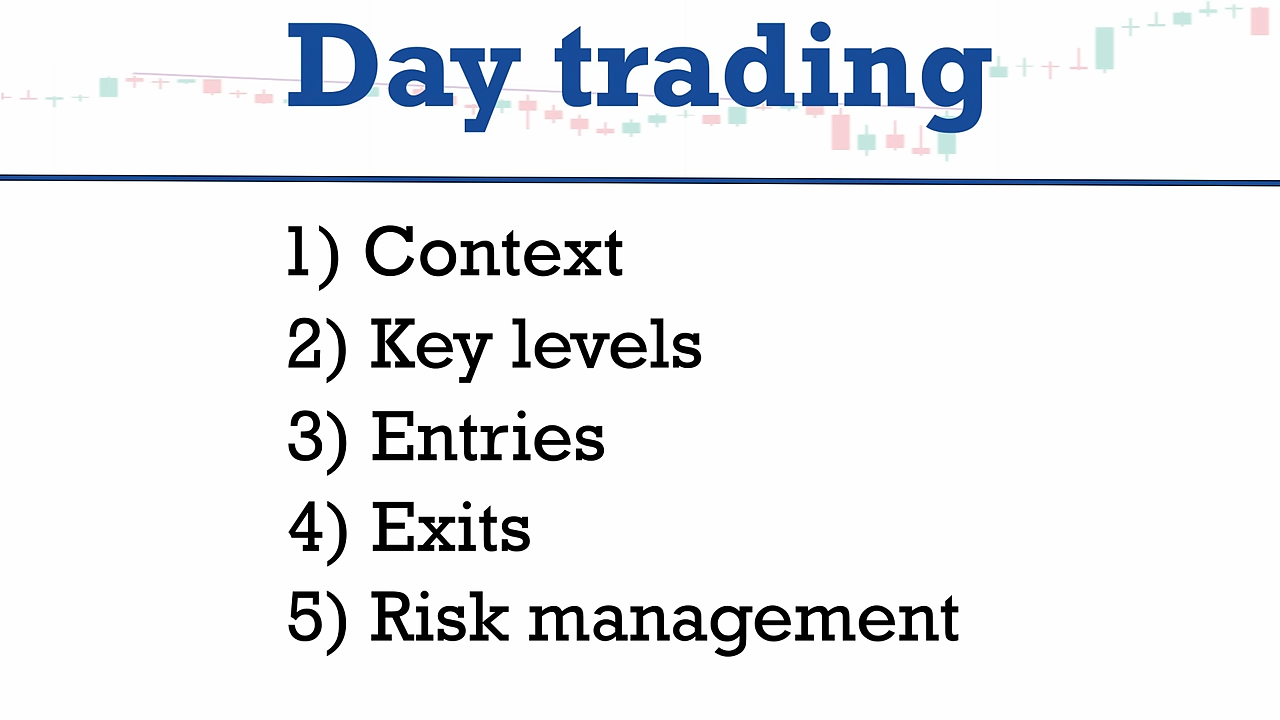 Day trading
1) Context
2) Key levels
3) Entries
4) Exits
5) Risk management